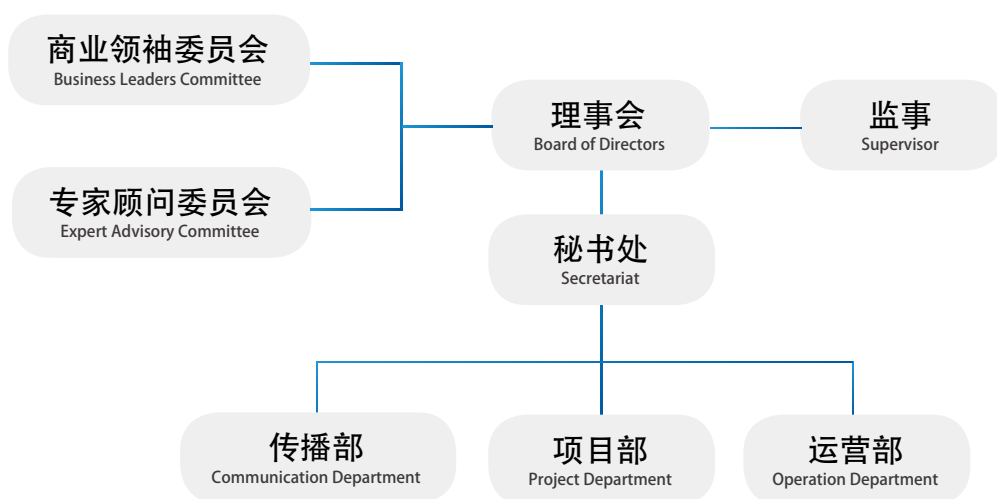 商业领袖委员会
Business Leaders Committee
理事会
Board of Directors
监事
Supervisor
专家顾问委员会
Expert Advisory Committee
秘书处
Secretariat
传播部
Communication Department
项目部
Project Department
运营部
Operation Department